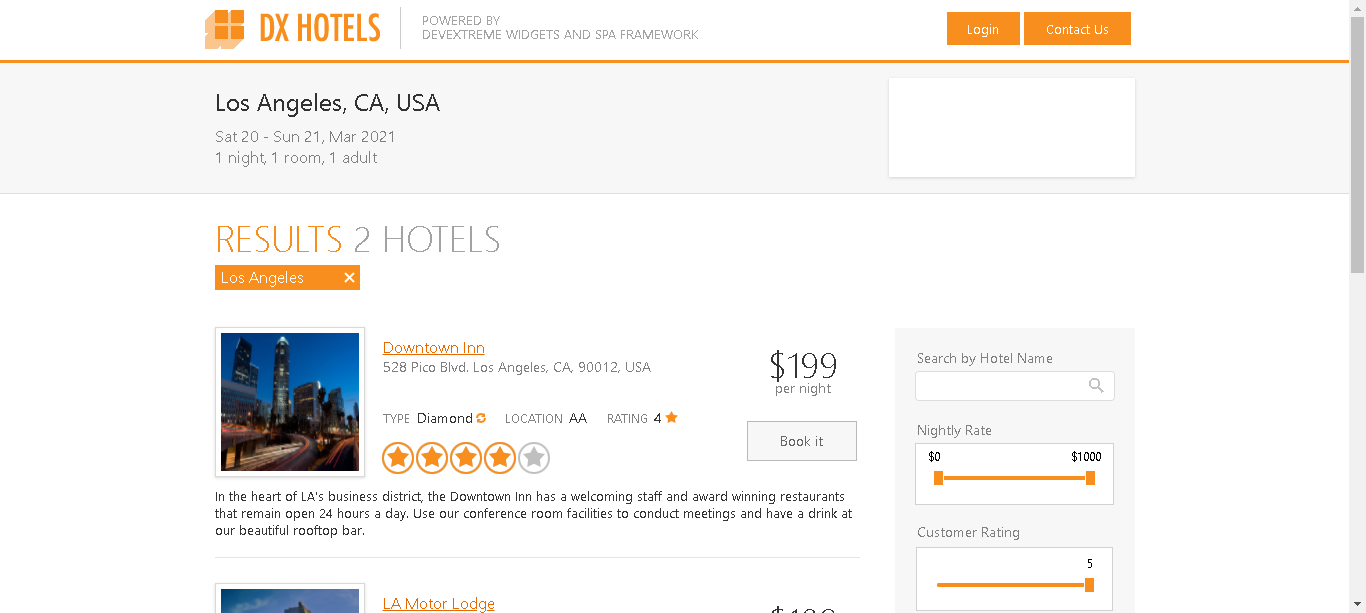 DX HOTELS
POWERED BY
DEVEXTREME WIDGETS AND SPA FRAMEWORK
Login
Contact Us
Los Angeles, CA, USA
Sat 20 - Sun 21, Mar 2021
1 night, 1 room, 1 adult
RESULTS 2 HOTELS
Los Angeles
Downtown Inn
528 Pico Blvd. Los Angeles, CA, 90012, USA
TYPE Diamond LOCATION AA RATING 4
$199
per night
Book it
In the heart of LA's business district, the Downtown Inn has a welcoming staff and award winning restaurants
that remain open 24 hours a day. Use our conference room facilities to conduct meetings and have a drink at
our beautiful rooftop bar.
LA Motor Lodge
Search by Hotel Name
Nightly Rate
$0 $1000
Customer Rating
5